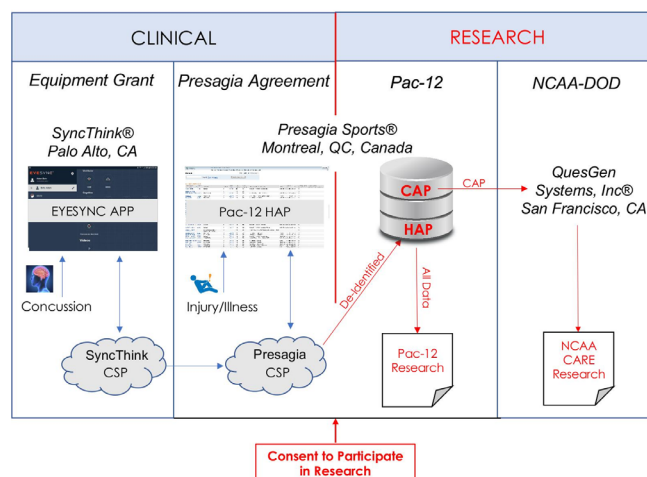 CLINICAL
RESEARCH
Equipment Grant
Presagia Agreement
Pac-12
NCAA-DOD
SyncThink®
Palo Alto, CA
Presagia Sports®
Montreal, QC, Canada
EYESYNC
EYESYNC APP
Pac-12 HAP
CAP
HAP
CAP
QuesGen
Systems, Inc®
San Francisco, CA
Concussion
Injury/Illness
De-Identified
All Data
SyncThink
CSP
Presagia
CSP
Pac-12
Research
NCAA
CARE
Research
Consent to Participate
in Research